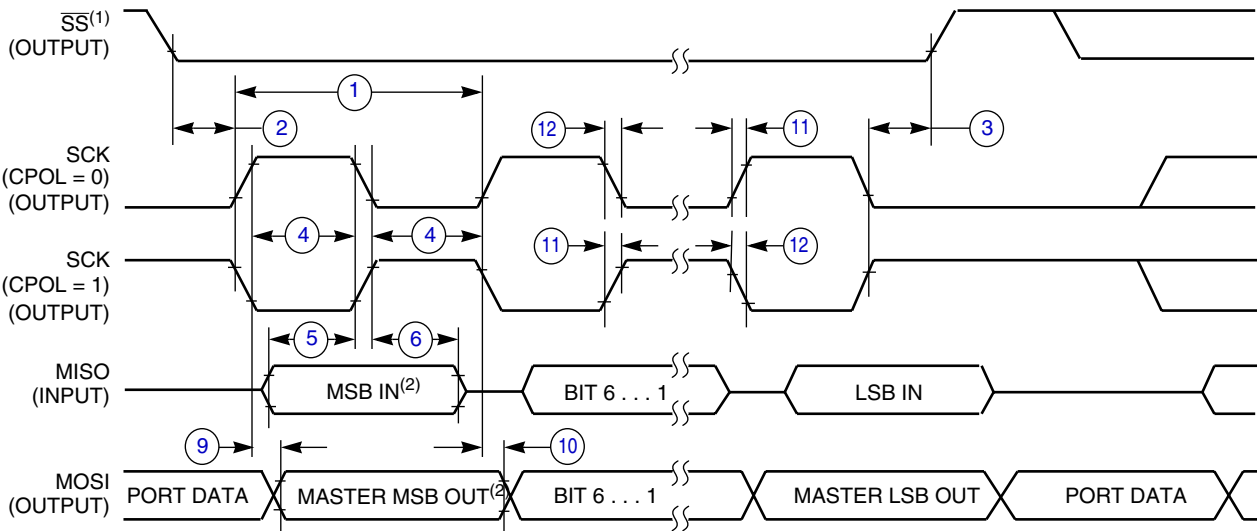 SS(1)
(OUTPUT)
1
2
12
11
3
SCK
(CPOL = 0)
(OUTPUT)
4
4
11
12
SCK
(CPOL = 1)
(OUTPUT)
5
6
MISO
(INPUT)
MSB IN(2)
BIT 6 . . . 1
LSB IN
9
10
MOSI
(OUTPUT)
PORT DATA
MASTER MSB OUT(2
BIT 6 . . . 1
MASTER LSB OUT
PORT DATA